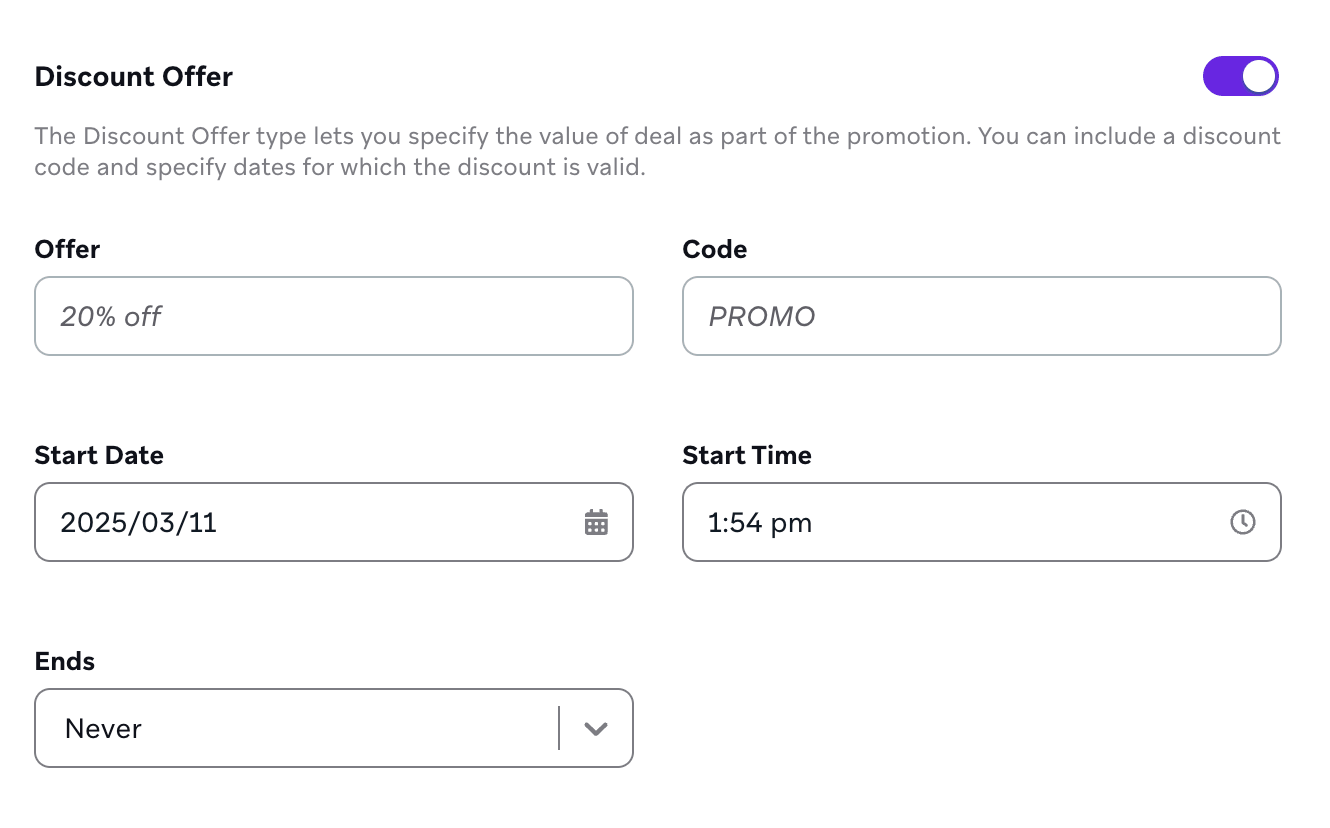 Discount Offer
The Discount Offer type lets you specify the value of deal as part of the promotion. You can include a discount
code and specify dates for which the discount is valid.
Offer
Code
20% off
PROMO
Start Date
Start Time
2025/03/11
1:54 pm
Ends
Never